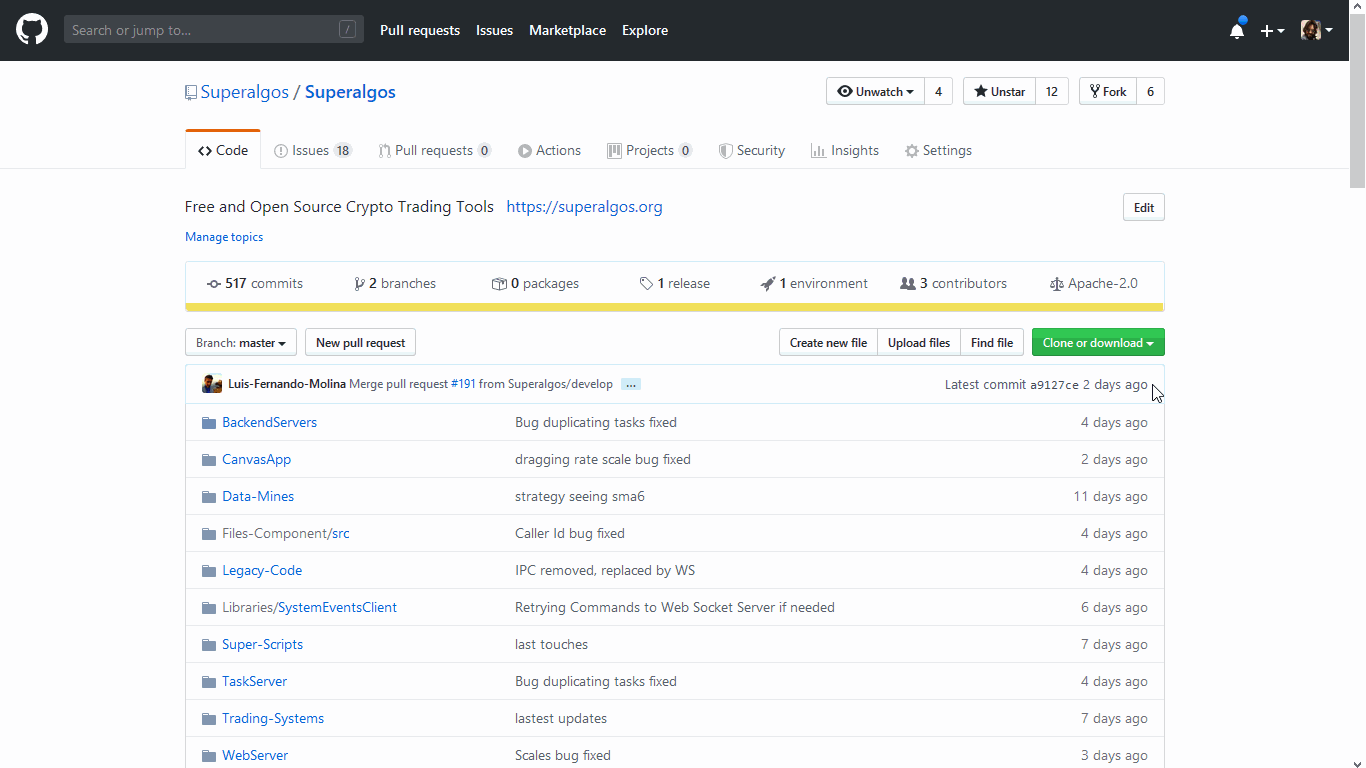 Search or jump to... / Pull requests Issues Marketplace Explore
Superalgos / Superalgos Unwatch 4 Unstar 12 Fork 6
Code Issues 18 Pull requests 0 Actions Projects 0 Security Insights Settings
Free and Open Source Crypto Trading Tools https://superalgos.org Edit
Manage topics
517 commits 2 branches 0 packages 1 release 1 environment 3 contributors Apache-2.0
Branch: master New pull request Create new file Upload files Find file Clone or download
Luis-Fernando-Molina Merge pull request #191 from Superalgos/develop ... Latest commit a9127ce 2 days ago
BackendServers Bug duplicating tasks fixed 4 days ago
CanvasApp dragging rate scale bug fixed 2 days ago
Data-Mines strategy seeing sma6 11 days ago
Files-Component/src Caller Id bug fixed 4 days ago
Legacy-Code IPC removed, replaced by WS 4 days ago
Libraries/SystemEventsClient Retrying Commands to Web Socket Server if needed 6 days ago
Super-Scripts last touches 7 days ago
TaskServer Bug duplicating tasks fixed 4 days ago
Trading-Systems lastest updates 7 days ago
WebServer Scales bug fixed 3 days ago